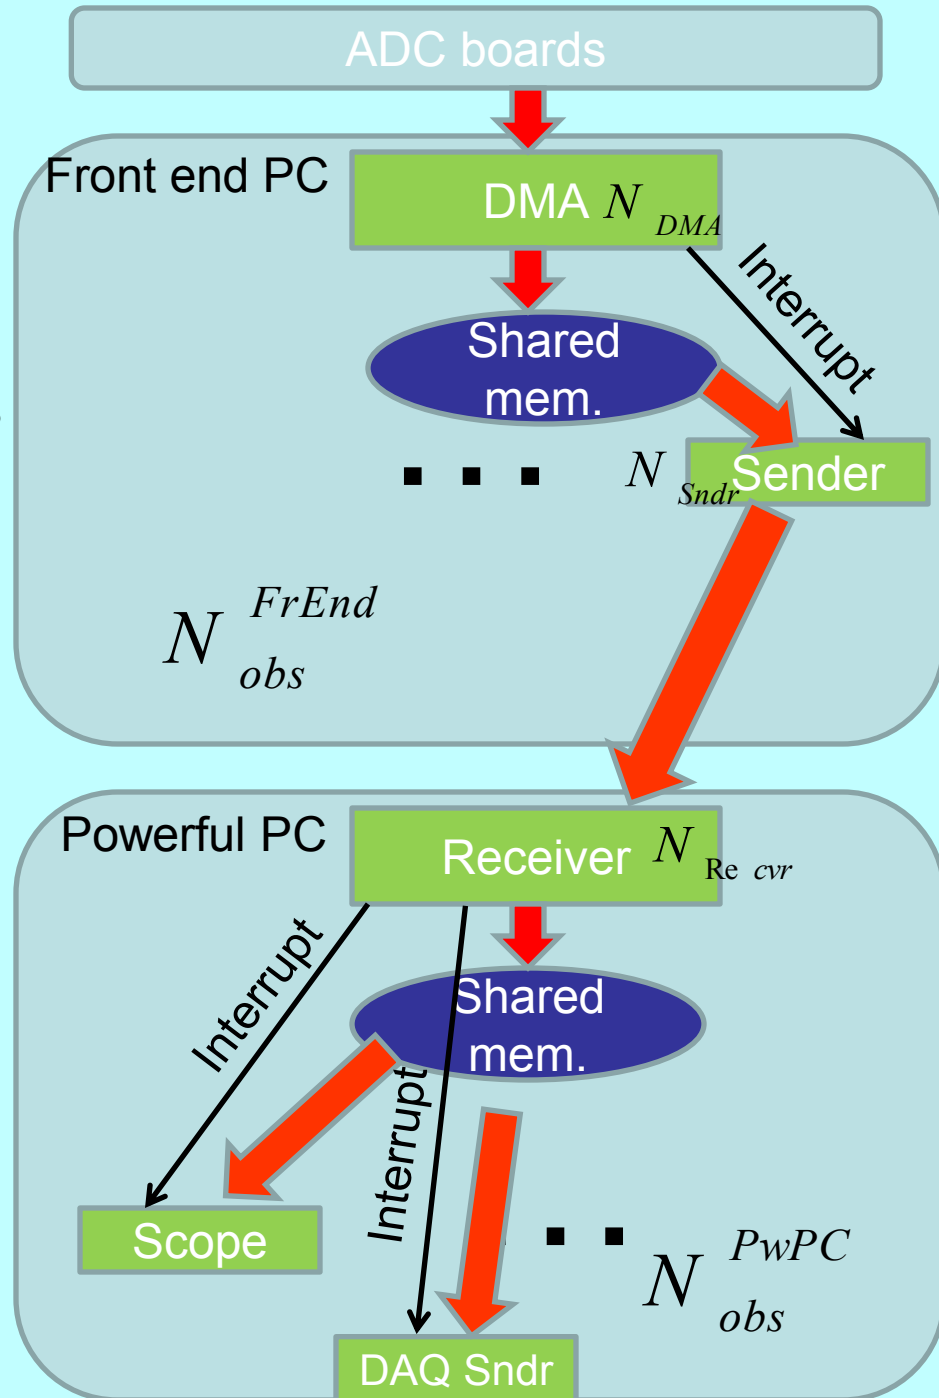 ADC boards
Front end PC
DMA N DMA
Interrupt
Shared
mem.
... N Sndr Sender
N obs FrEnd
Powerful PC
Receiver N Re cvr
Interrupt
Shared
mem.
Interrupt
Scope
... N obs PwPC
DAQ Sndr